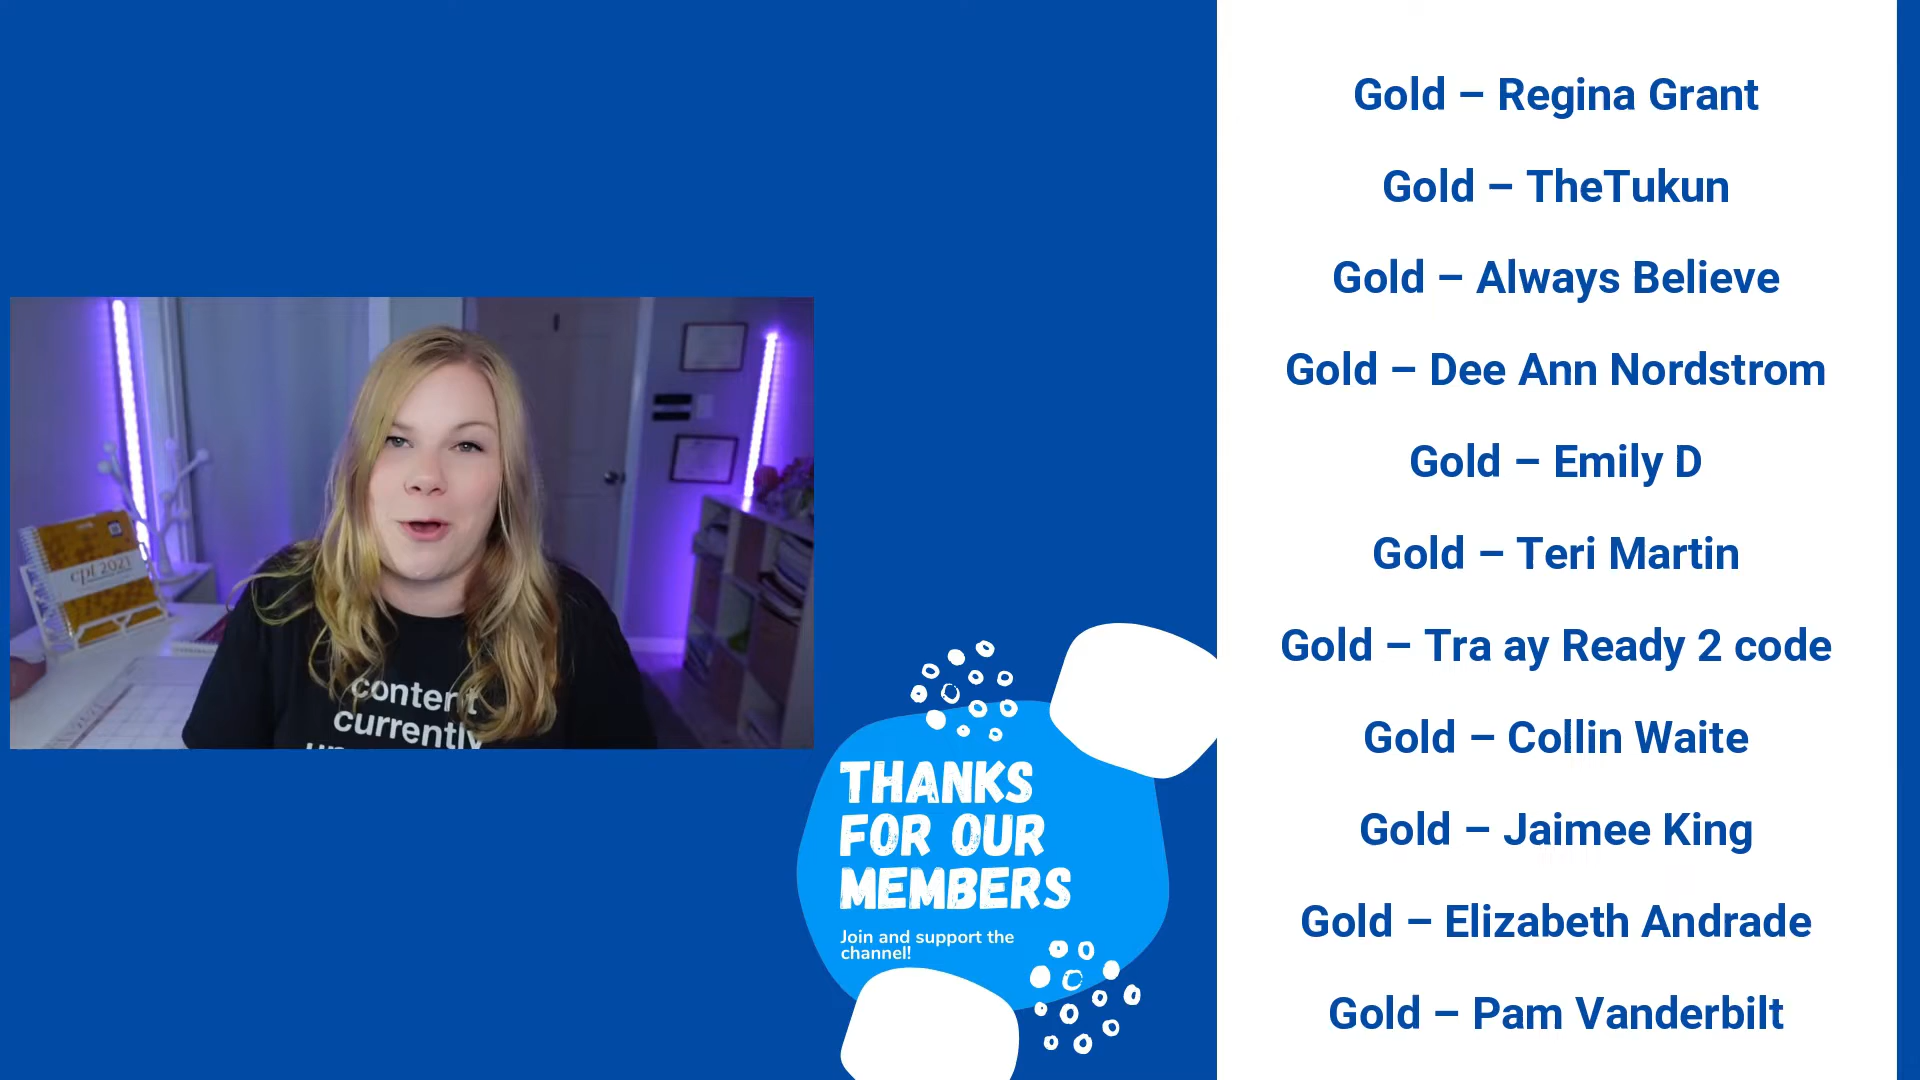 Gold – Regina Grant
Gold – TheTukun
Gold – Always Believe
Gold – Dee Ann Nordstrom
Gold – Emily D
Gold – Teri Martin
Gold – Tra ay Ready 2 code
Gold – Collin Waite
Gold – Jaimee King
Gold – Elizabeth Andrade
Gold – Pam Vanderbilt
cpt 2021
content
currently
THANKS
FOR OUR
MEMBERS
Join and support the
channel!